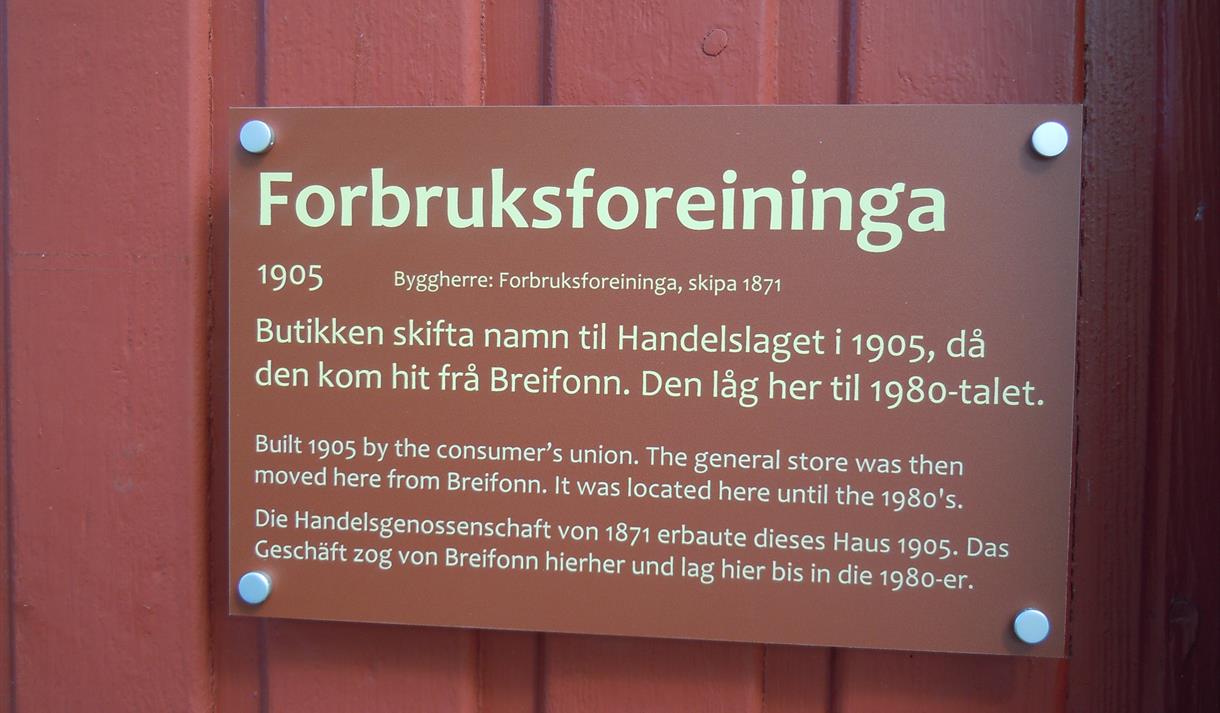 Forbruksforeininga
1905 Byggherre: Forbruksforeininga, skipa 1871
Butikken skifta namn til Handelslaget i 1905, då
den kom hit frå Breifonn. Den låg her til 1980-talet.
Built 1905 by the consumer’s union. The general store was then
moved here from Breifonn. It was located here until the 1980's.
Die Handelsgenossenschaft von 1871 erbaute dieses Haus 1905. Das
Geschäft zog von Breifonn hierher und lag hier bis in die 1980-er.